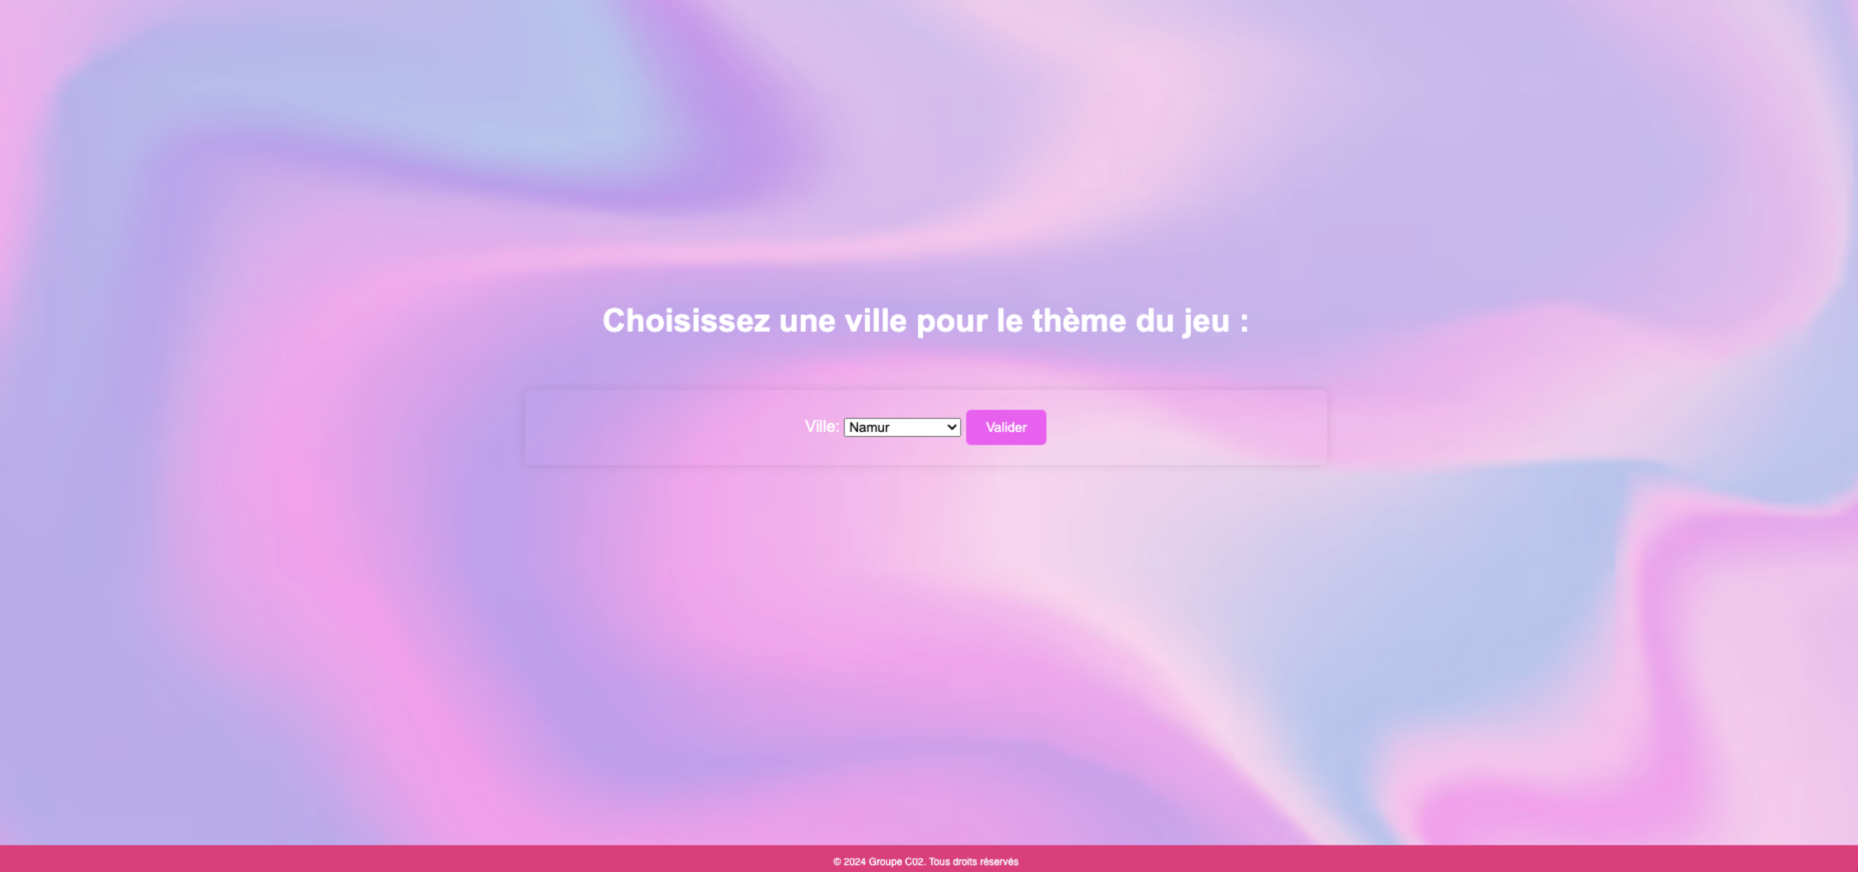 Choisissez une ville pour le thème du jeu :
Ville: Namur Valider
© 2024 Groupe C02. Tous droits réservés